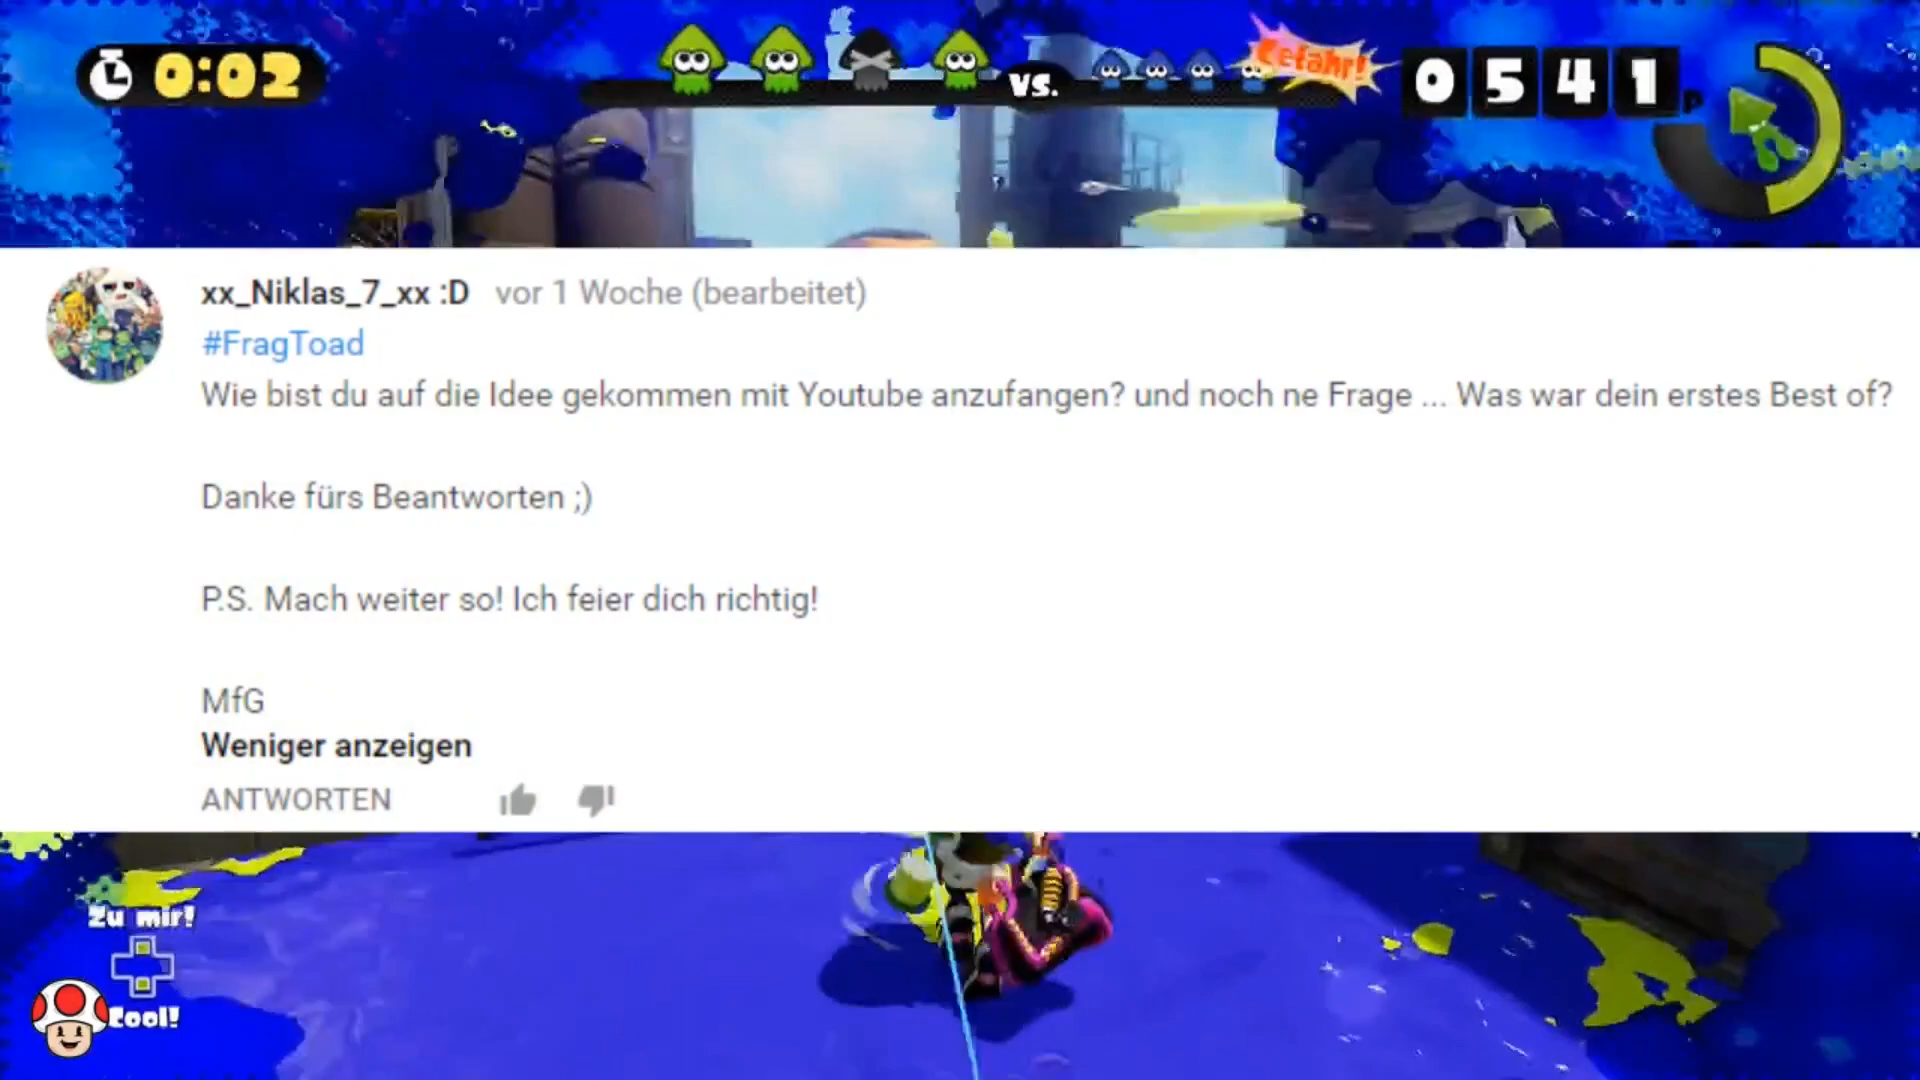 0:02
vs.
Gefahr!
0541p
xx_Niklas_7_xx :D vor 1 Woche (bearbeitet)
#FragToad
Wie bist du auf die Idee gekommen mit Youtube anzufangen? und noch ne Frage ... Was war dein erstes Best of?
Danke fürs Beantworten ;)
P.S. Mach weiter so! Ich feier dich richtig!
MfG
Weniger anzeigen
ANTWORTEN
Zu mir!
Cool!